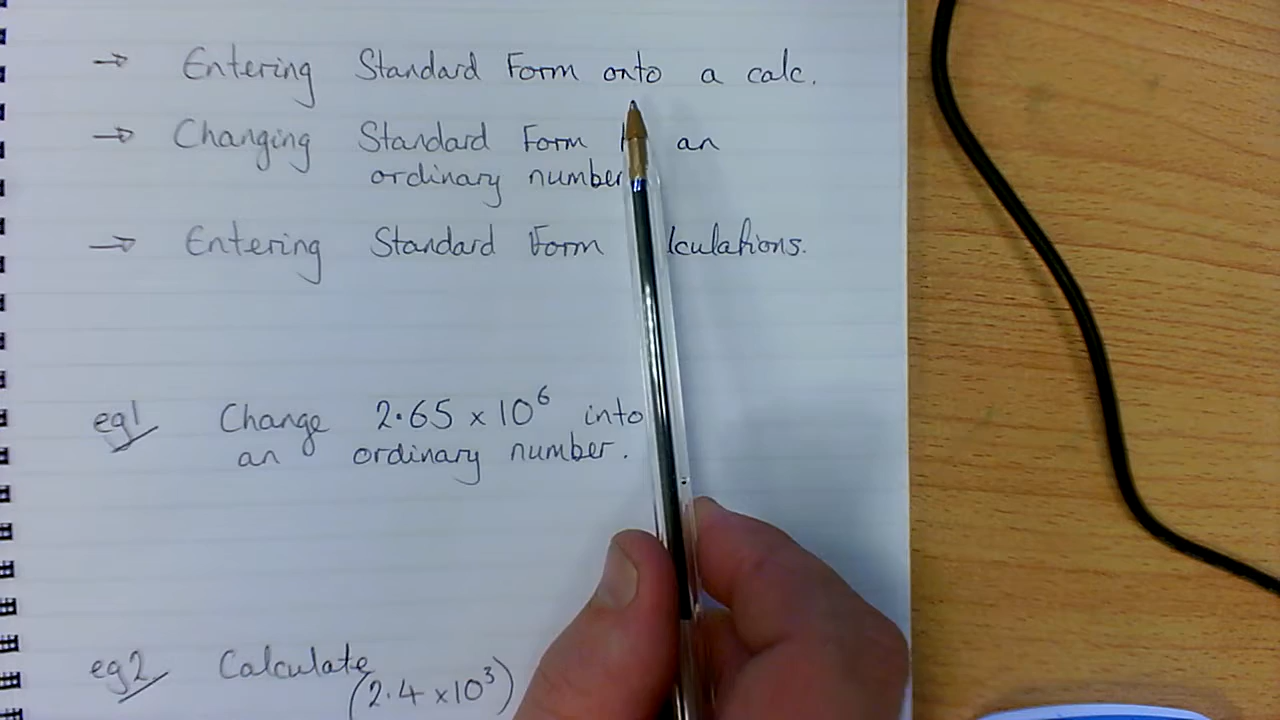 → Entering Standard Form onto a calc.
→ Changing Standard Form an
ordinary number
→ Entering Standard Form lculations.
eg1 Change 2.65 × 10⁶ into
an ordinary number.
eg2 Calculate
(2.4 × 10³)